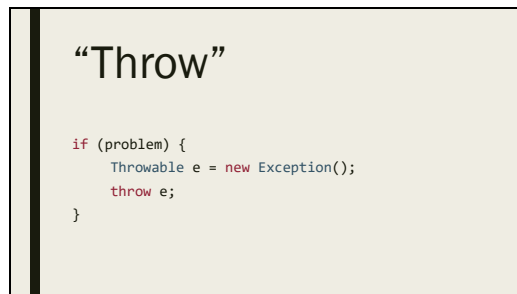 “Throw”
if (problem) {
Throwable e = new Exception();
throw e;
}